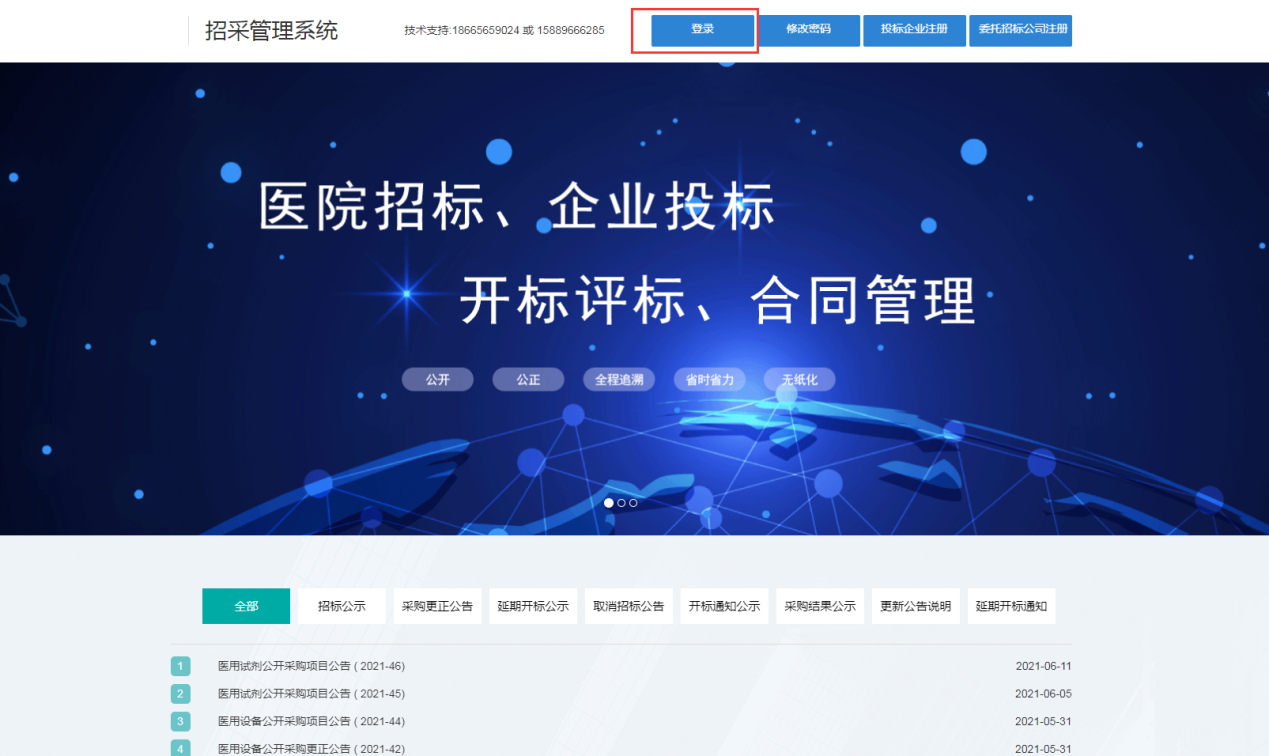 招采管理系统
技术支持:18665659024 或 15889666285
登录
修改密码
投标企业注册
委托招标公司注册
医院招标、企业投标
开标评标、合同管理
公开
公正
全程追溯
省时省力
无纸化
全部
招标公示
采购更正公告
延期开标公示
取消招标公告
开标通知公示
采购结果公示
更新公告说明
延期开标通知
1 医用试剂公开采购项目公告 ( 2021-46) 2021-06-11
2 医用试剂公开采购项目公告 ( 2021-45) 2021-06-05
3 医用设备公开采购项目公告 ( 2021-44) 2021-05-31
4 医用设备公开采购更正公告 ( 2021-42) 2021-05-31